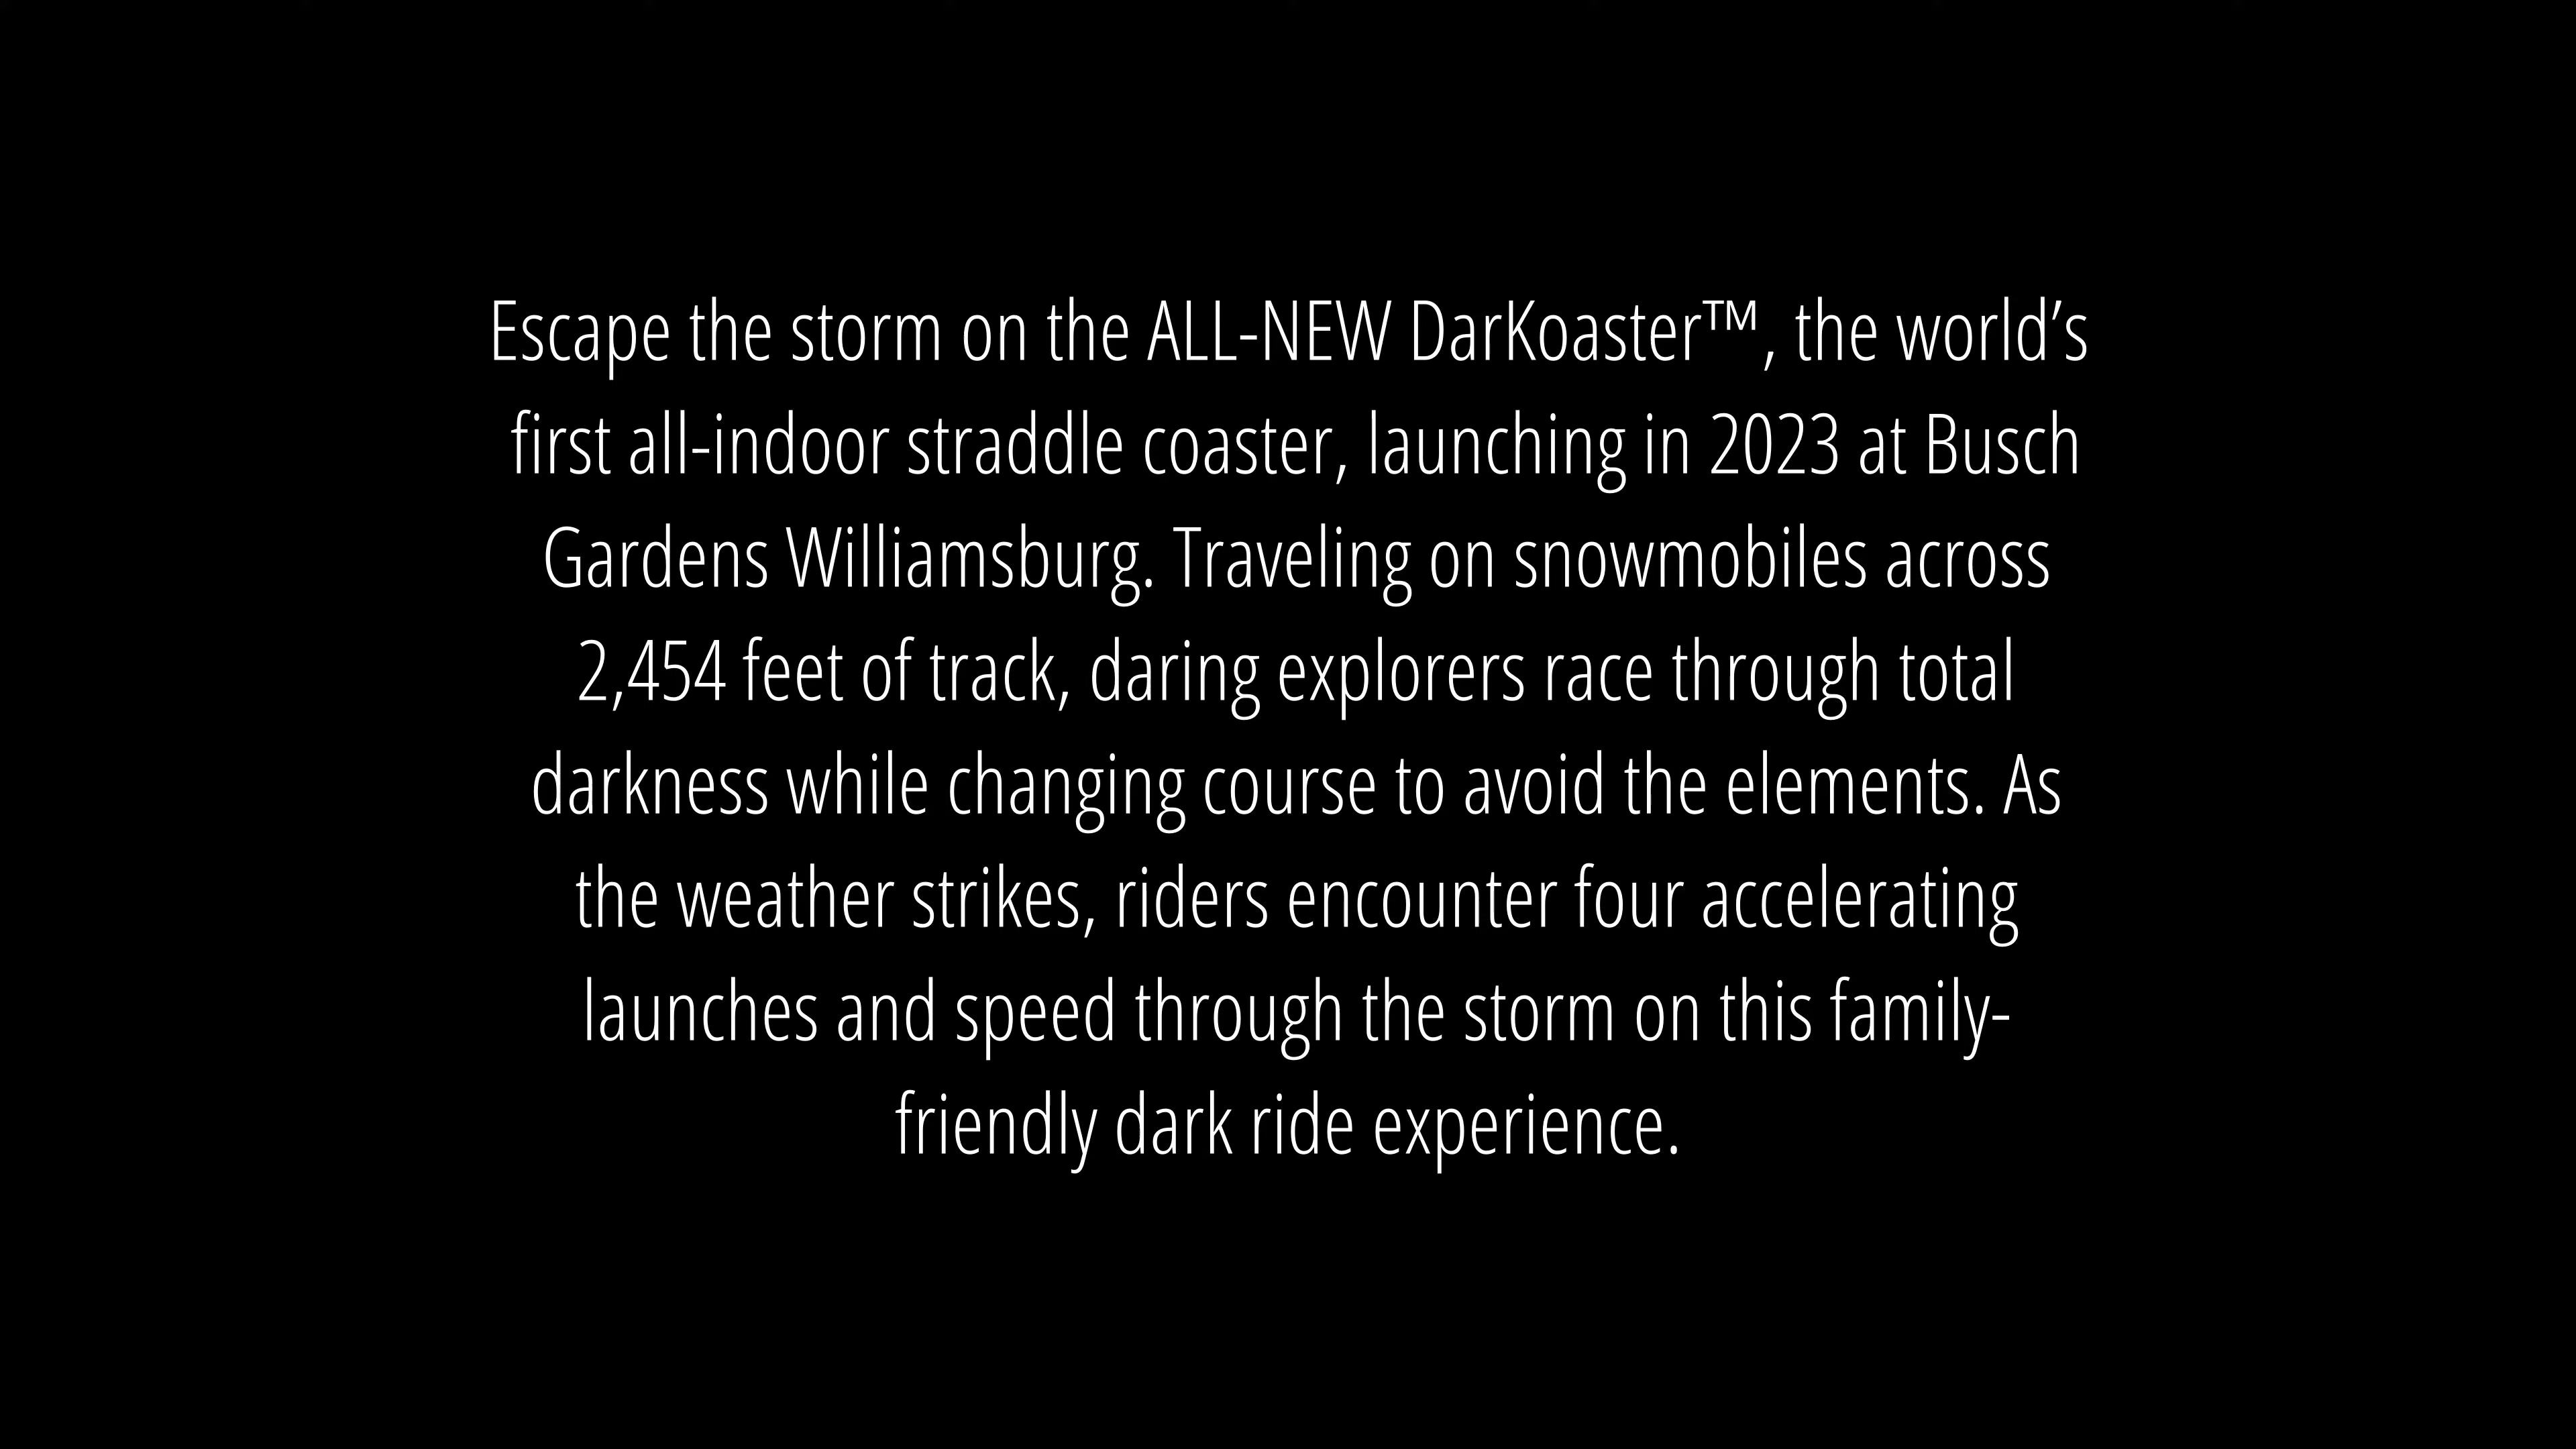 Escape the storm on the ALL-NEW DarKoaster™, the world’s
first all-indoor straddle coaster, launching in 2023 at Busch
Gardens Williamsburg. Traveling on snowmobiles across
2,454 feet of track, daring explorers race through total
darkness while changing course to avoid the elements. As
the weather strikes, riders encounter four accelerating
launches and speed through the storm on this family-
friendly dark ride experience.